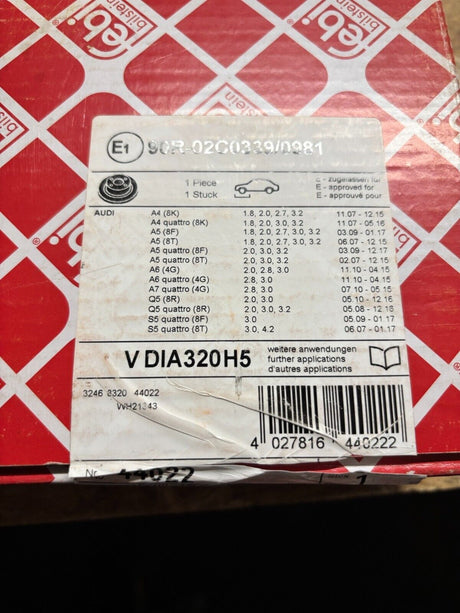 febi
bilstein
febi
bilstein
E1 90R-02C0339/0981
1 Piece
1 Stuck
E - zugelassen für
E - approved for
E - approuvé pour
AUDI A4 (8K) 1.8, 2.0, 2.7, 3.2 11.07 - 12.15
A4 quattro (8K) 1.8, 2.0, 3.0, 3.2 11.07 - 05.16
A5 (8F) 1.8, 2.0, 2.7, 3.0, 3.2 03.09 - 01.17
A5 (8T) 1.8, 2.0, 2.7, 3.0, 3.2 06.07 - 12.15
A5 quattro (8F) 2.0, 3.0, 3.2 03.09 - 12.17
A5 quattro (8T) 2.0, 3.0, 3.2
A6 (4G) 2.0, 2.8, 3.0 11.10 - 04.15
A6 quattro (4G) 2.8, 3.0 11.10 - 04.15
A7 quattro (4G) 2.8, 3.0 07.10 - 05.15
Q5 (8R) 2.0, 3.0 05.10 - 12.16
Q5 quattro (8R) 2.0, 3.0, 3.2 05.08 - 12.16
S5 quattro (8F) 3.0 05.09 - 01.17
S5 quattro (8T) 3.0, 4.2 06.07 - 01.17
V DIA320H5
weitere anwendungen
further applications
d'autres applications
3246 0320 44022
4 027816 440222
44022
1